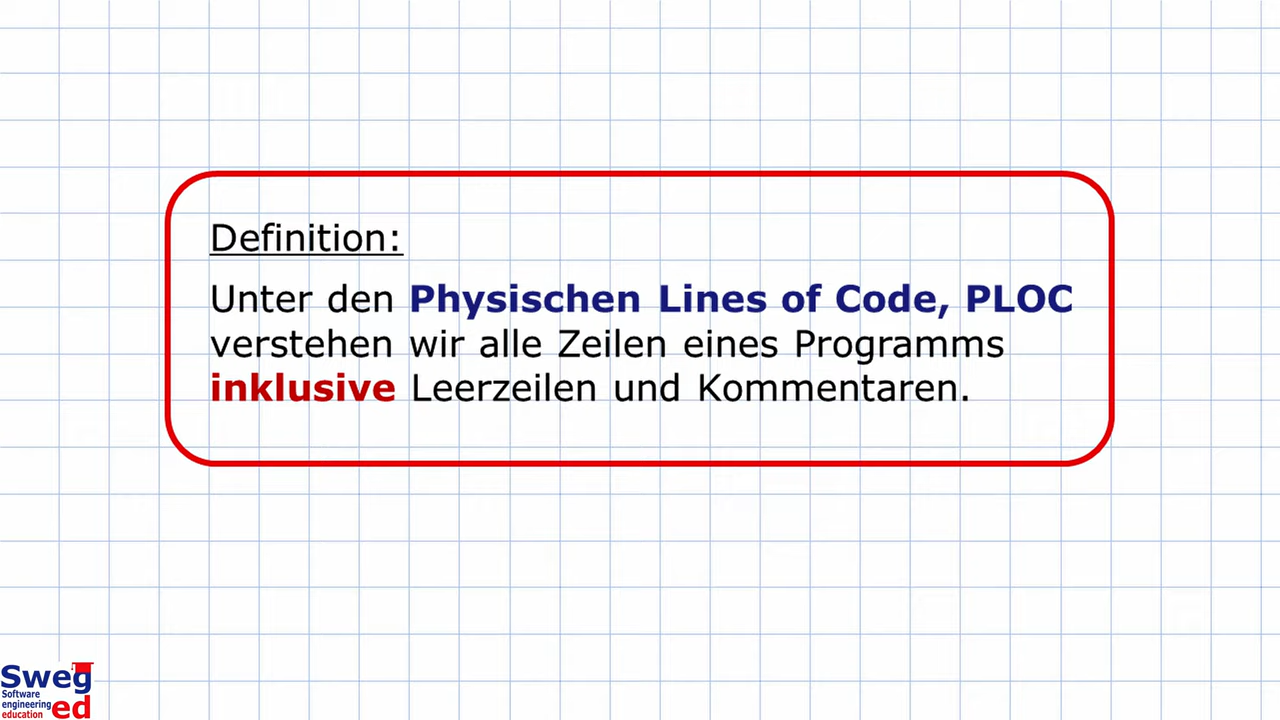 Definition:
Unter den Physischen Lines of Code, PLOC
verstehen wir alle Zeilen eines Programms
inklusive Leerzeilen und Kommentaren.
Sweg
Software
engineering
education
ed